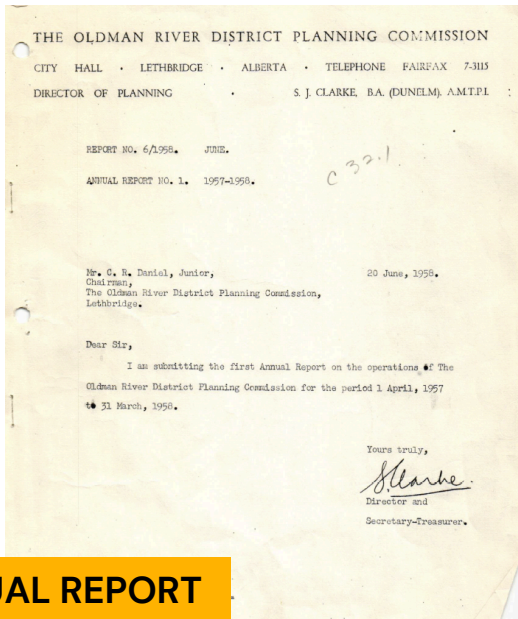 THE OLDMAN RIVER DISTRICT PLANNING COMMISSION
CITY HALL • LETHBRIDGE • ALBERTA • TELEPHONE FAIRFAX 7-3115
DIRECTOR OF PLANNING • S. J. CLARKE, B.A. (DUNELM). A.M.T.P.I.
REPORT NO. 6/1958. JUNE.
C 32.1
ANNUAL REPORT NO. 1. 1957-1958.
Mr. C. R. Daniel, Junior, 20 June, 1958.
Chairman,
The Oldman River District Planning Commission,
Lethbridge.
Dear Sir,
I am submitting the first Annual Report on the operations of The
Oldman River District Planning Commission for the period 1 April, 1957
to 31 March, 1958.
Yours truly,
S. Clarke.
Director and
Secretary-Treasurer.
UAL REPORT